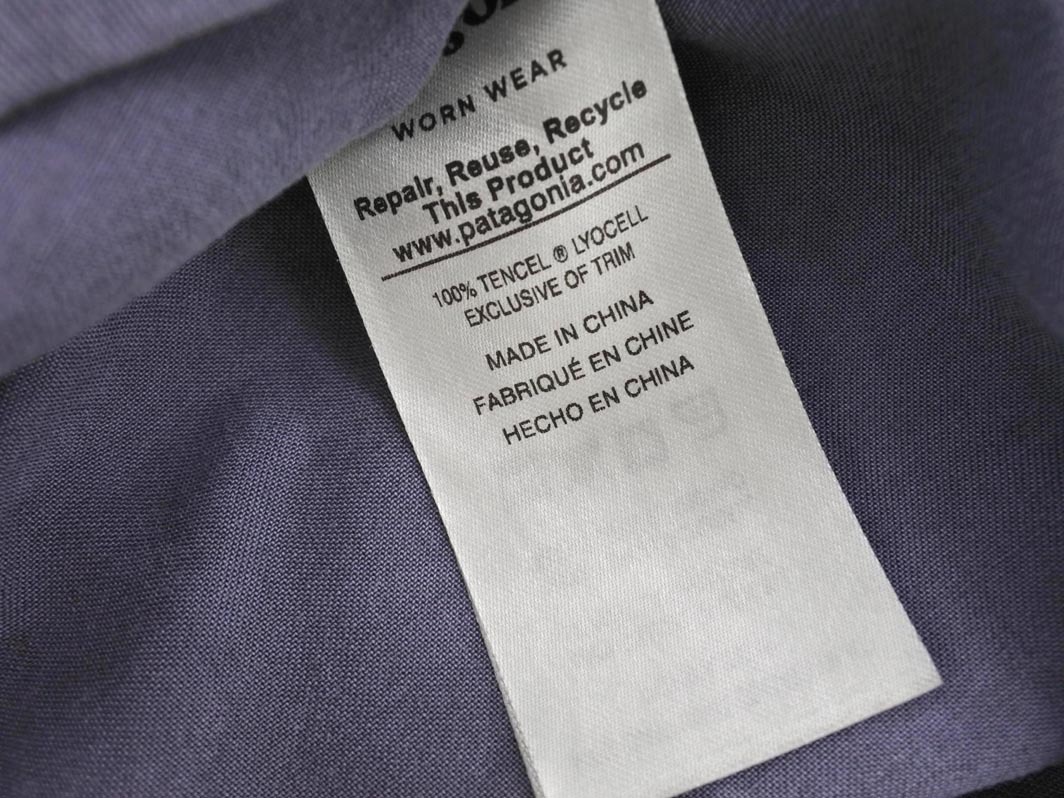 WORN WEAR
Repair, Reuse, Recycle
This Product
www.patagonia.com
100% TENCEL ® LYOCELL
EXCLUSIVE OF TRIM
MADE IN CHINA
FABRIQUÉ EN CHINE
HECHO EN CHINA